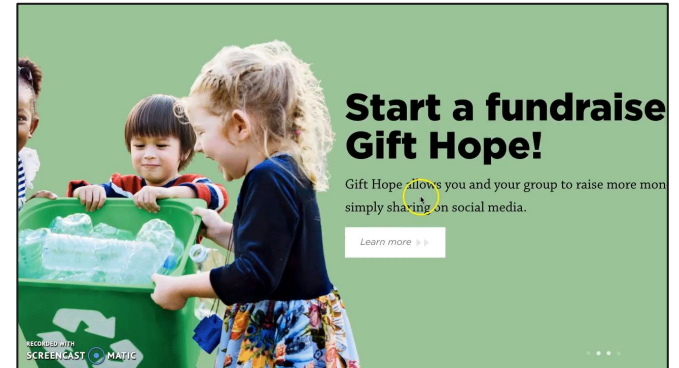 Start a fundraise
Gift Hope!
Gift Hope allows you and your group to raise more mon
simply sharing on social media.
Learn more
RECORDED WITH
SCREENCAST MATIC